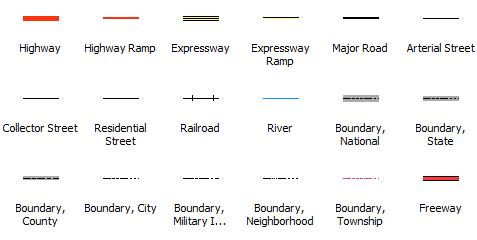 Highway
Highway Ramp
Expressway
Expressway
Ramp
Major Road
Arterial Street
Collector Street
Residential
Street
Railroad
River
Boundary,
National
Boundary,
State
Boundary,
County
Boundary, City
Boundary,
Military I...
Boundary,
Neighborhood
Boundary,
Township
Freeway